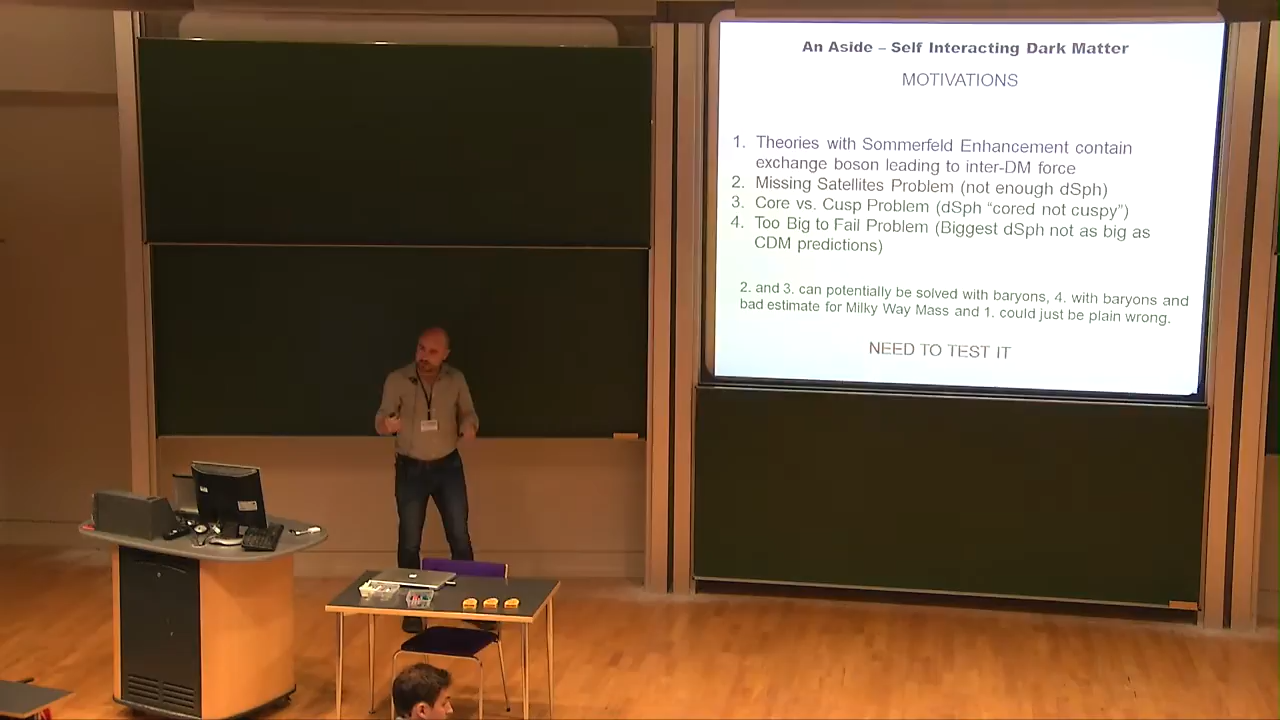 An Aside – Self Interacting Dark Matter
MOTIVATIONS
1. Theories with Sommerfeld Enhancement contain
exchange boson leading to inter-DM force
2. Missing Satellites Problem (not enough dSph)
3. Core vs. Cusp Problem (dSph “cored not cuspy”)
4. Too Big to Fail Problem (Biggest dSph not as big as
CDM predictions)
2. and 3. can potentially be solved with baryons, 4. with baryons and
bad estimate for Milky Way Mass and 1. could just be plain wrong.
NEED TO TEST IT